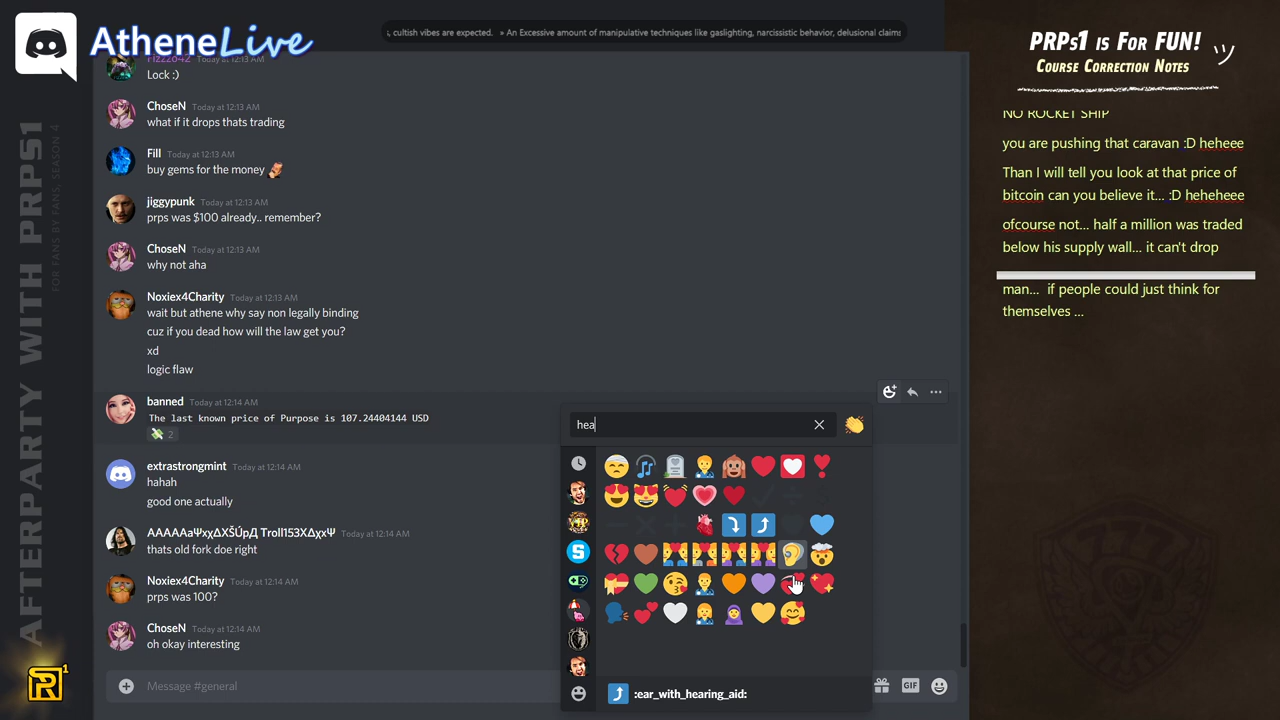 AtheneLive
, cultish vibes are expected. » An Excessive amount of manipulative techniques like gaslighting, narcissistic behavior, delusional claims
PRPS1 IS FOR FUN! ツ
COURSE CORRECTION NOTES
AFTERPARTY WITH PRPS1
FOR FANS BY FANS, SEASON 4
Today at 12:13 AM
Lock :)
ChoseN Today at 12:13 AM
what if it drops thats trading
Fill Today at 12:13 AM
buy gems for the money
jiggypunk Today at 12:13 AM
prps was $100 already.. remember?
ChoseN Today at 12:13 AM
why not aha
Noxiex4Charity Today at 12:13 AM
wait but athene why say non legally binding
cuz if you dead how will the law get you?
xd
logic flaw
banned Today at 12:14 AM
The last known price of Purpose is 107.24404144 USD
2
extrastrongmint Today at 12:14 AM
hahah
good one actually
AAAAAaΨxχΔXŠÚpД Troll153XΔχxΨ Today at 12:14 AM
thats old fork doe right
Noxiex4Charity Today at 12:14 AM
prps was 100?
ChoseN Today at 12:14 AM
oh okay interesting
Message #general
GIF
hea
:ear_with_hearing_aid:
NO ROCKET SHIP
you are pushing that caravan :D heheee
Than I will tell you look at that price of
bitcoin can you believe it... :D heheheee
ofcourse not... half a million was traded
below his supply wall... it can't drop
man... if people could just think for
themselves ...